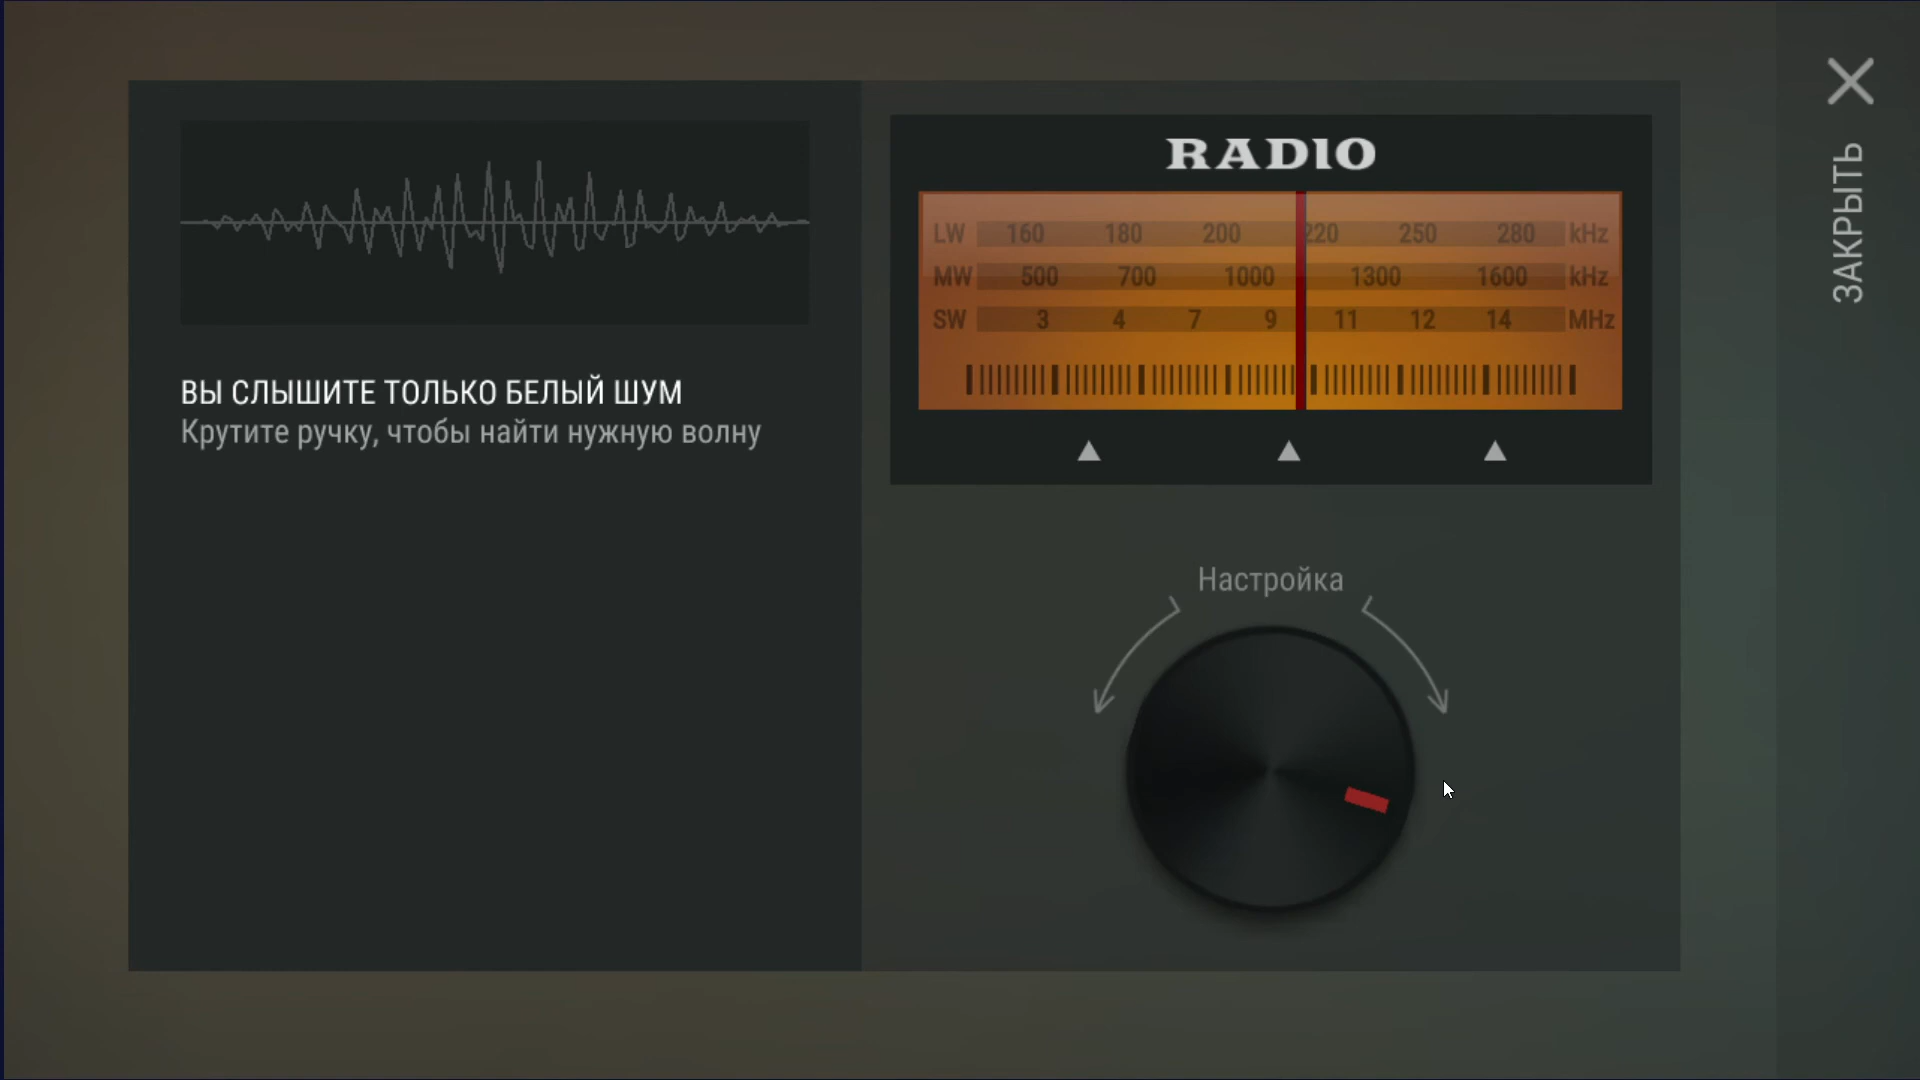 ВЫ СЛЫШИТЕ ТОЛЬКО БЕЛЫЙ ШУМ
Крутите ручку, чтобы найти нужную волну
RADIO
LW 160 180 200 220 250 280 kHz
MW 500 700 1000 1300 1600 kHz
SW 3 4 7 9 11 12 14 MHz
Настройка
ЗАКРЫТЬ